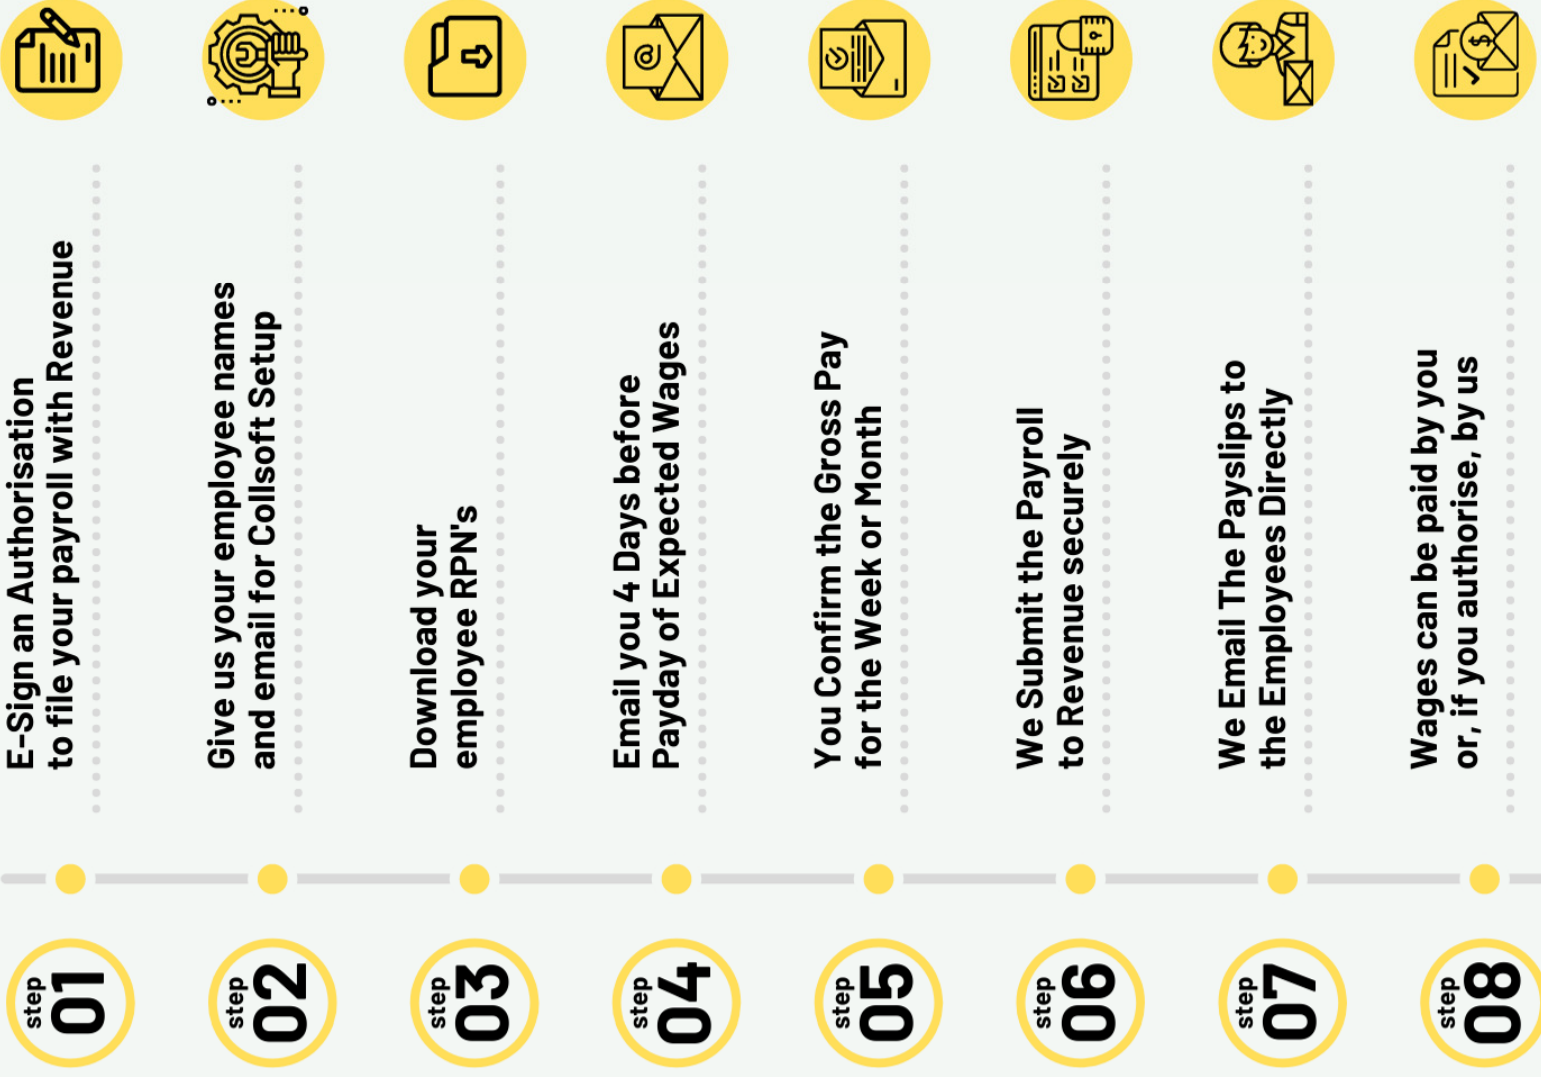 step
01
E-Sign an Authorisation
to file your payroll with Revenue
step
02
Give us your employee names
and email for Collsoft Setup
step
03
Download your
employee RPN's
step
04
Email you 4 Days before
Payday of Expected Wages
step
05
You Confirm the Gross Pay
for the Week or Month
step
06
We Submit the Payroll
to Revenue securely
step
07
We Email The Payslips to
the Employees Directly
step
08
Wages can be paid by you
or, if you authorise, by us